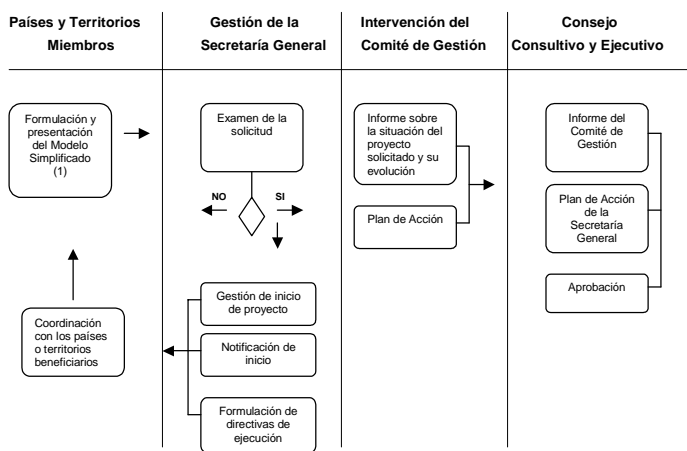 Países y Territorios
Miembros
Gestión de la
Secretaría General
Intervención del
Comité de Gestión
Consejo
Consultivo y Ejecutivo
Formulación y
presentación
del Modelo
Simplificado
(1)
Coordinación
con los países
o territorios
beneficiarios
Examen de la
solicitud
NO
SI
Gestión de inicio
de proyecto
Notificación de
inicio
Formulación de
directivas de
ejecución
Informe sobre
la situación del
proyecto
solicitado y su
evolución
Plan de Acción
Informe del
Comité de
Gestión
Plan de Acción
de la
Secretaría
General
Aprobación